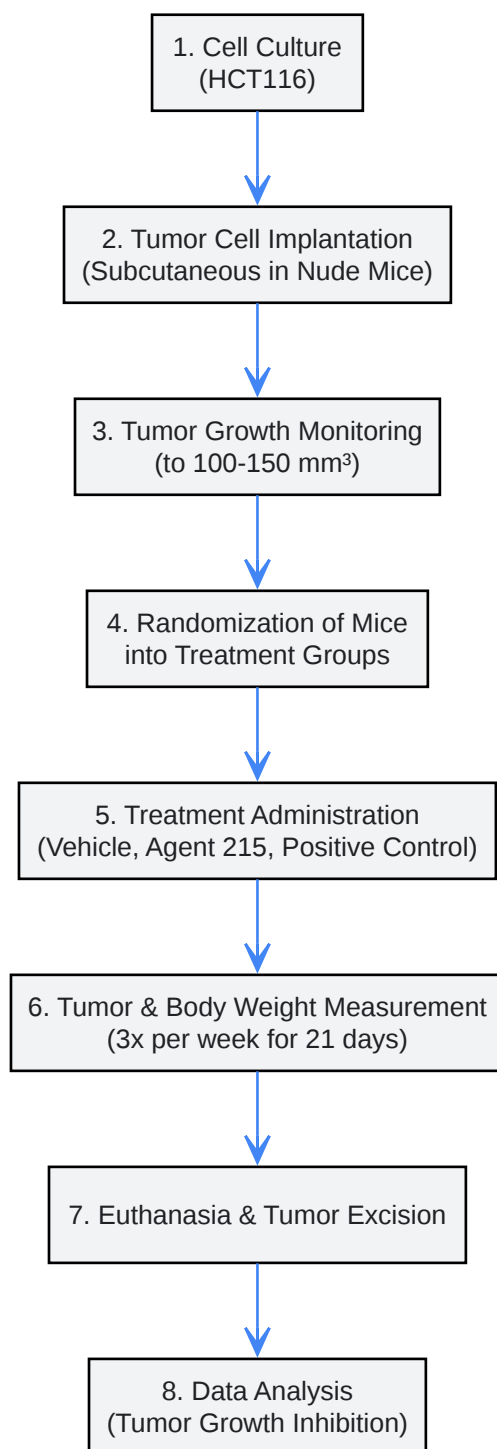 1. Cell Culture
(HCT116)
2. Tumor Cell Implantation
(Subcutaneous in Nude Mice)
3. Tumor Growth Monitoring
(to 100-150 mm³)
4. Randomization of Mice
into Treatment Groups
5. Treatment Administration
(Vehicle, Agent 215, Positive Control)
6. Tumor & Body Weight Measurement
(3x per week for 21 days)
7. Euthanasia & Tumor Excision
8. Data Analysis
(Tumor Growth Inhibition)